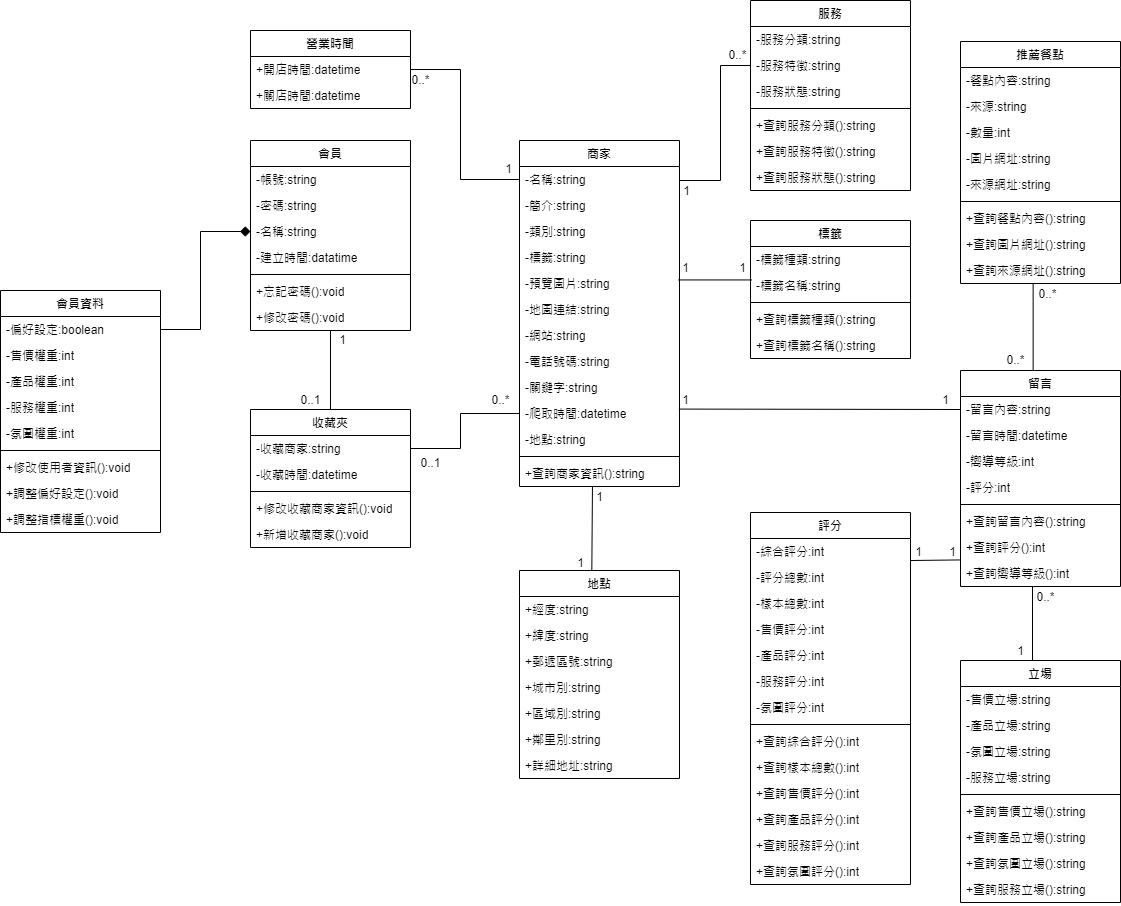 營業時間
+開店時間:datetime
+關店時間:datetime
0..*
1
會員
-帳號:string
-密碼:string
-名稱:string
-建立時間:datatime
+忘記密碼():void
+修改密碼():void
1
0..1
會員資料
-偏好設定:boolean
-售價權重:int
-產品權重:int
-服務權重:int
-氛圍權重:int
+修改使用者資訊():void
+調整偏好設定():void
+調整指標權重():void
收藏夾
-收藏商家:string
-收藏時間:datetime
+修改收藏商家資訊():void
+新增收藏商家():void
0..1
0..*
商家
-名稱:string
-簡介:string
-類別:string
-標籤:string
-預覽圖片:string
-地圖連結:string
-網站:string
-電話號碼:string
-關鍵字:string
-爬取時間:datetime
-地點:string
+查詢商家資訊():string
1
1
地點
+經度:string
+緯度:string
+郵遞區號:string
+城市別:string
+區域別:string
+鄰里別:string
+詳細地址:string
服務
-服務分類:string
-服務特徵:string
-服務狀態:string
+查詢服務分類():string
+查詢服務特徵():string
+查詢服務狀態():string
0..*
1
標籤
-標籤種類:string
-標籤名稱:string
+查詢標籤種類():string
+查詢標籤名稱():string
1
1
1
1
推薦餐點
-餐點內容:string
-來源:string
-數量:int
-圖片網址:string
-來源網址:string
+查詢餐點內容():string
+查詢圖片網址():string
+查詢來源網址():string
0..*
0..*
留言
-留言內容:string
-留言時間:datetime
-嚮導等級:int
-評分:int
+查詢留言內容():string
+查詢評分():int
+查詢嚮導等級():int
1
1
評分
-綜合評分:int
-評分總數:int
-樣本總數:int
-售價評分:int
-產品評分:int
-服務評分:int
-氛圍評分:int
+查詢綜合評分():int
+查詢樣本總數():int
+查詢售價評分():int
+查詢產品評分():int
+查詢服務評分():int
+查詢氛圍評分():int
0..*
1
立場
-售價立場:string
-產品立場:string
-氛圍立場:string
-服務立場:string
+查詢售價立場():string
+查詢產品立場():string
+查詢氛圍立場():string
+查詢服務立場():string